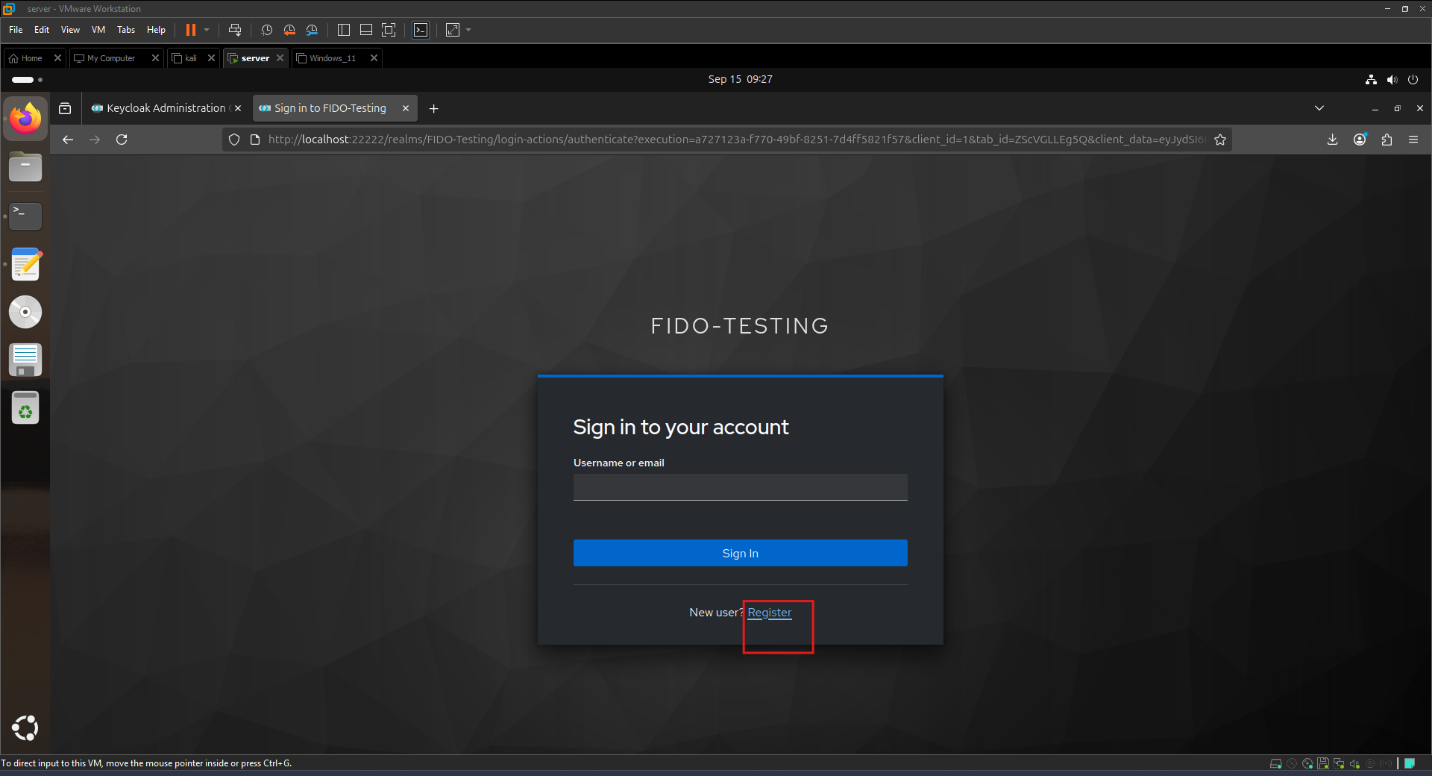 server - VMware Workstation
File Edit View VM Tabs Help
Home My Computer kali server Windows_11
Sep 15 09:27
Keycloak Administration Sign in to FIDO-Testing
http://localhost:22222/realms/FIDO-Testing/login-actions/authenticate?execution=a727123a-f770-49bf-8251-7d4ff5821f57&client_id=1&tab_id=ZScVGLLEg5Q&client_data=eyJydSI6
FIDO-TESTING
Sign in to your account
Username or email
Sign In
New user? Register
To direct input to this VM, move the mouse pointer inside or press Ctrl+G.